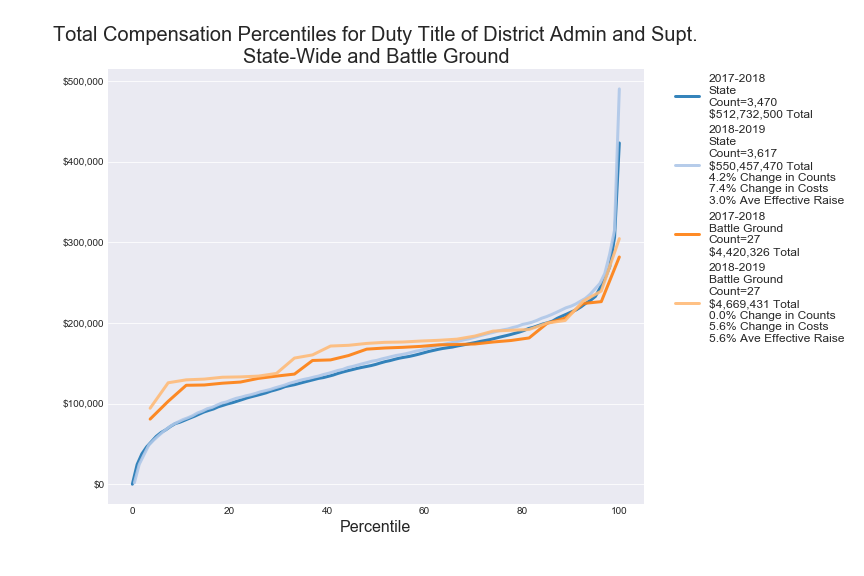 Total Compensation Percentiles for Duty Title of District Admin and Supt.
State-Wide and Battle Ground
$500,000
$400,000
$300,000
$200,000
$100,000
$0
0
20
40
60
80
100
Percentile
2017-2018
State
Count=3,470
$512,732,500 Total
2018-2019
State
Count=3,617
$550,457,470 Total
4.2% Change in Counts
7.4% Change in Costs
3.0% Ave Effective Raise
2017-2018
Battle Ground
Count=27
$4,420,326 Total
2018-2019
Battle Ground
Count=27
$4,669,431 Total
0.0% Change in Counts
5.6% Change in Costs
5.6% Ave Effective Raise